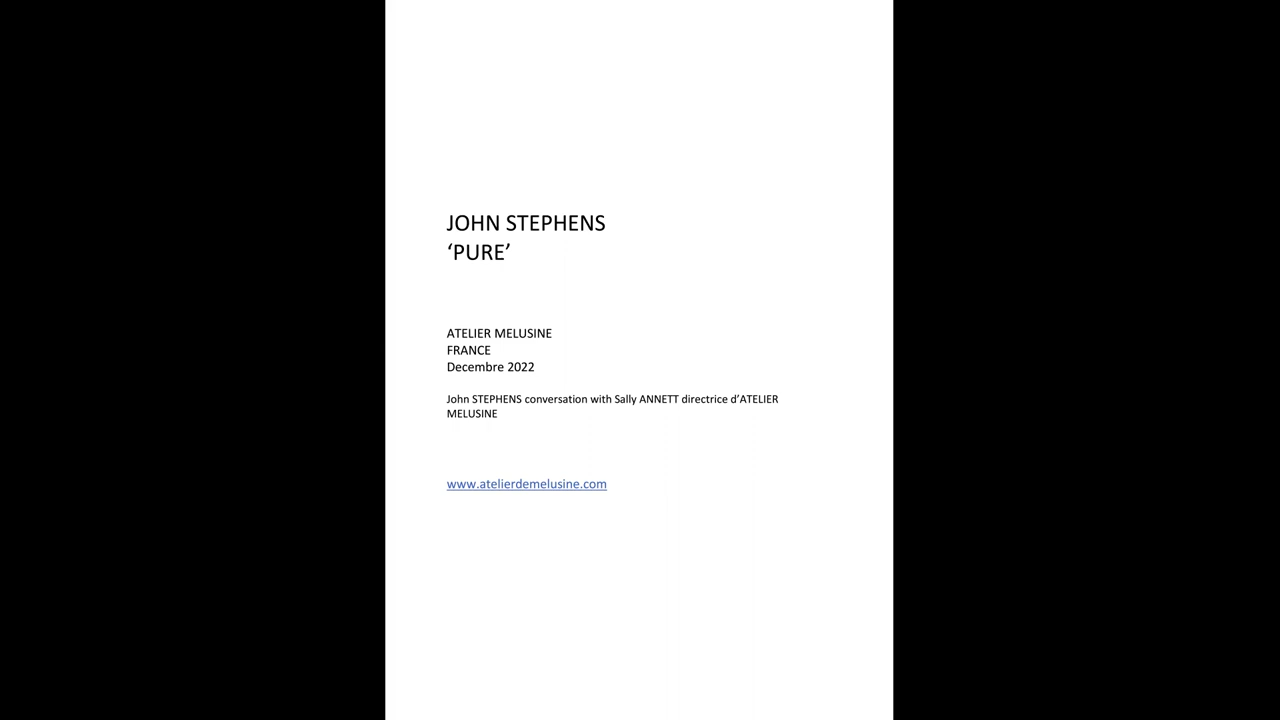 JOHN STEPHENS
‘PURE’
ATELIER MELUSINE
FRANCE
Decembre 2022
John STEPHENS conversation with Sally ANNETT directrice d’ATELIER
MELUSINE
www.atelierdemelusine.com